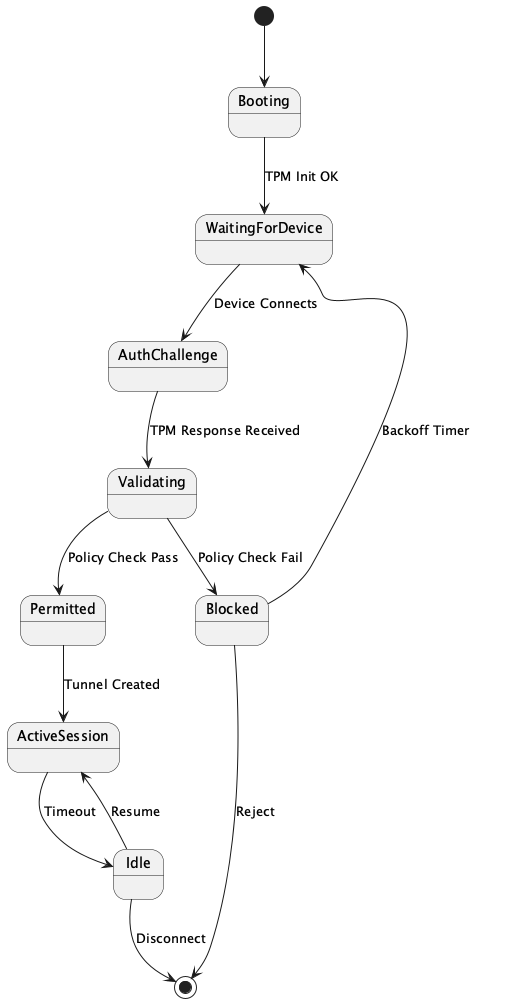 Booting
TPM Init OK
WaitingForDevice
Device Connects
AuthChallenge
TPM Response Received
Backoff Timer
Validating
Policy Check Pass
Policy Check Fail
Permitted
Blocked
Tunnel Created
ActiveSession
Timeout
Resume
Reject
Idle
Disconnect